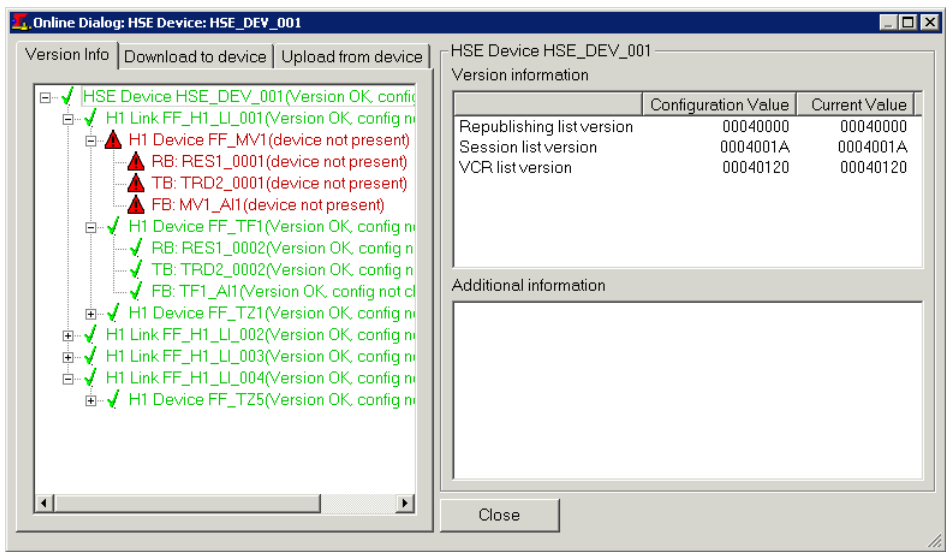 Online Dialog: HSE Device: HSE_DEV_001
Version Info Download to device Upload from device
HSE Device HSE_DEV_001(Version OK, config
H1 Link FF_H1_LI_001(Version OK, config n
H1 Device FF_MV1(device not present)
RB: RES1_0001(device not present)
TB: TRD2_0001(device not present)
FB: MV1_AI1(device not present)
H1 Device FF_TF1(Version OK, config n
RB: RES1_0002(Version OK, config n
TB: TRD2_0002(Version OK, config n
FB: TF1_AI1(Version OK, config not cl
H1 Device FF_TZ1(Version OK, config n
H1 Link FF_H1_LI_002(Version OK, config n
H1 Link FF_H1_LI_003(Version OK, config n
H1 Link FF_H1_LI_004(Version OK, config n
H1 Device FF_TZ5(Version OK, config n
HSE Device HSE_DEV_001
Version information
Configuration Value Current Value
Republishing list version 00040000 00040000
Session list version 0004001A 0004001A
VCR list version 00040120 00040120
Additional information
Close